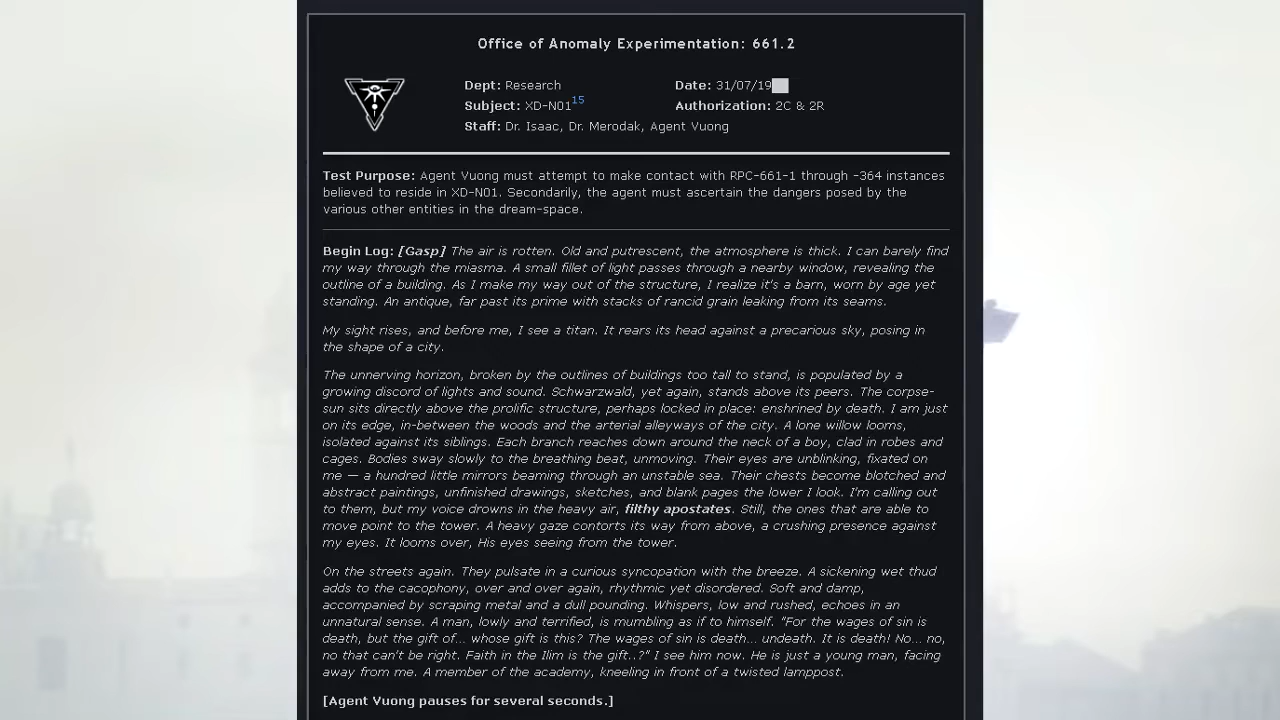 Office of Anomaly Experimentation: 661.2
Dept: Research
Date: 31/07/19
Subject: XD-N0115
Authorization: 2C & 2R
Staff: Dr. Isaac, Dr. Merodak, Agent Vuong
Test Purpose: Agent Vuong must attempt to make contact with RPC-661-1 through -364 instances
believed to reside in XD-N01. Secondarily, the agent must ascertain the dangers posed by the
various other entities in the dream-space.
Begin Log: [Gasp] The air is rotten. Old and putrescent, the atmosphere is thick. I can barely find
my way through the miasma. A small fillet of light passes through a nearby window, revealing the
outline of a building. As I make my way out of the structure, I realize it's a barn, worn by age yet
standing. An antique, far past its prime with stacks of rancid grain leaking from its seams.
My sight rises, and before me, I see a titan. It rears its head against a precarious sky, posing in
the shape of a city.
The unnerving horizon, broken by the outlines of buildings too tall to stand, is populated by a
growing discord of lights and sound. Schwarzwald, yet again, stands above its peers. The corpse-
sun sits directly above the prolific structure, perhaps locked in place: enshrined by death. I am just
on its edge, in-between the woods and the arterial alleyways of the city. A lone willow looms,
isolated against its siblings. Each branch reaches down around the neck of a boy, clad in robes and
cages. Bodies sway slowly to the breathing beat, unmoving. Their eyes are unblinking, fixated on
me — a hundred little mirrors beaming through an unstable sea. Their chests become blotched and
abstract paintings, unfinished drawings, sketches, and blank pages the lower I look. I'm calling out
to them, but my voice drowns in the heavy air, filthy apostates. Still, the ones that are able to
move point to the tower. A heavy gaze contorts its way from above, a crushing presence against
my eyes. It looms over, His eyes seeing from the tower.
On the streets again. They pulsate in a curious syncopation with the breeze. A sickening wet thud
adds to the cacophony, over and over again, rhythmic yet disordered. Soft and damp,
accompanied by scraping metal and a dull pounding. Whispers, low and rushed, echoes in an
unnatural sense. A man, lowly and terrified, is mumbling as if to himself. "For the wages of sin is
death, but the gift of... whose gift is this? The wages of sin is death... undeath. It is death! No... no,
no that can't be right. Faith in the Ilim is the gift..?" I see him now. He is just a young man, facing
away from me. A member of the academy, kneeling in front of a twisted lamppost.
[Agent Vuong pauses for several seconds.]